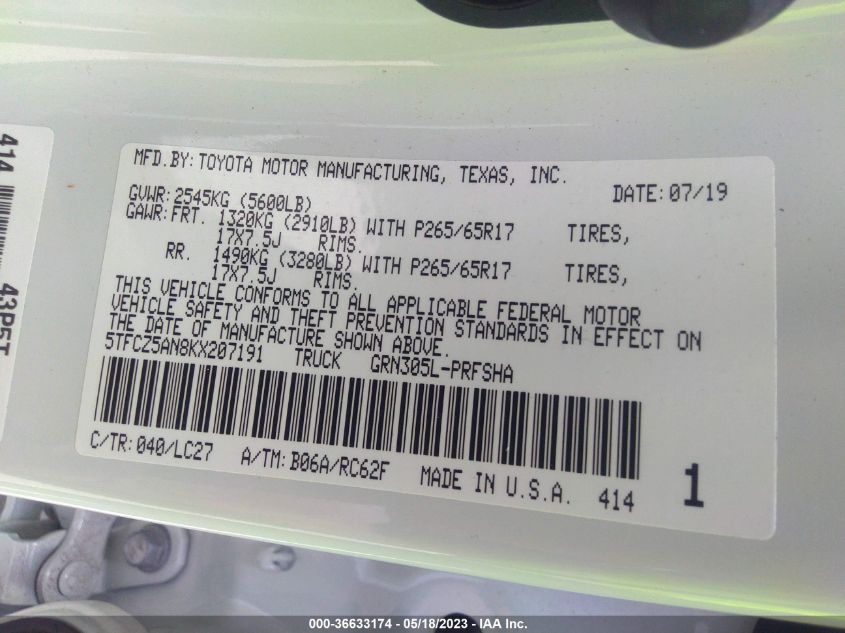 MFD.BY: TOYOTA MOTOR MANUFACTURING, TEXAS, INC.
DATE: 07/19
GVWR: 2545KG (5600LB)
GAWR: FRT. 1320KG (2910LB) WITH P265/65R17 TIRES,
17X7.5J RIMS.
RR. 1490KG (3280LB) WITH P265/65R17 TIRES,
17X7.5J RIMS.
THIS VEHICLE CONFORMS TO ALL APPLICABLE FEDERAL MOTOR
VEHICLE SAFETY AND THEFT PREVENTION STANDARDS IN EFFECT ON
THE DATE OF MANUFACTURE SHOWN ABOVE.
5TFCZ5AN8KX207191 TRUCK GRN305L-PRFSHA
C/TR: 040/LC27 A/TM: B06A/RC62F MADE IN U.S.A. 414 1
414 43P5T
000-36633174 - 05/18/2023 - © IAA Inc.